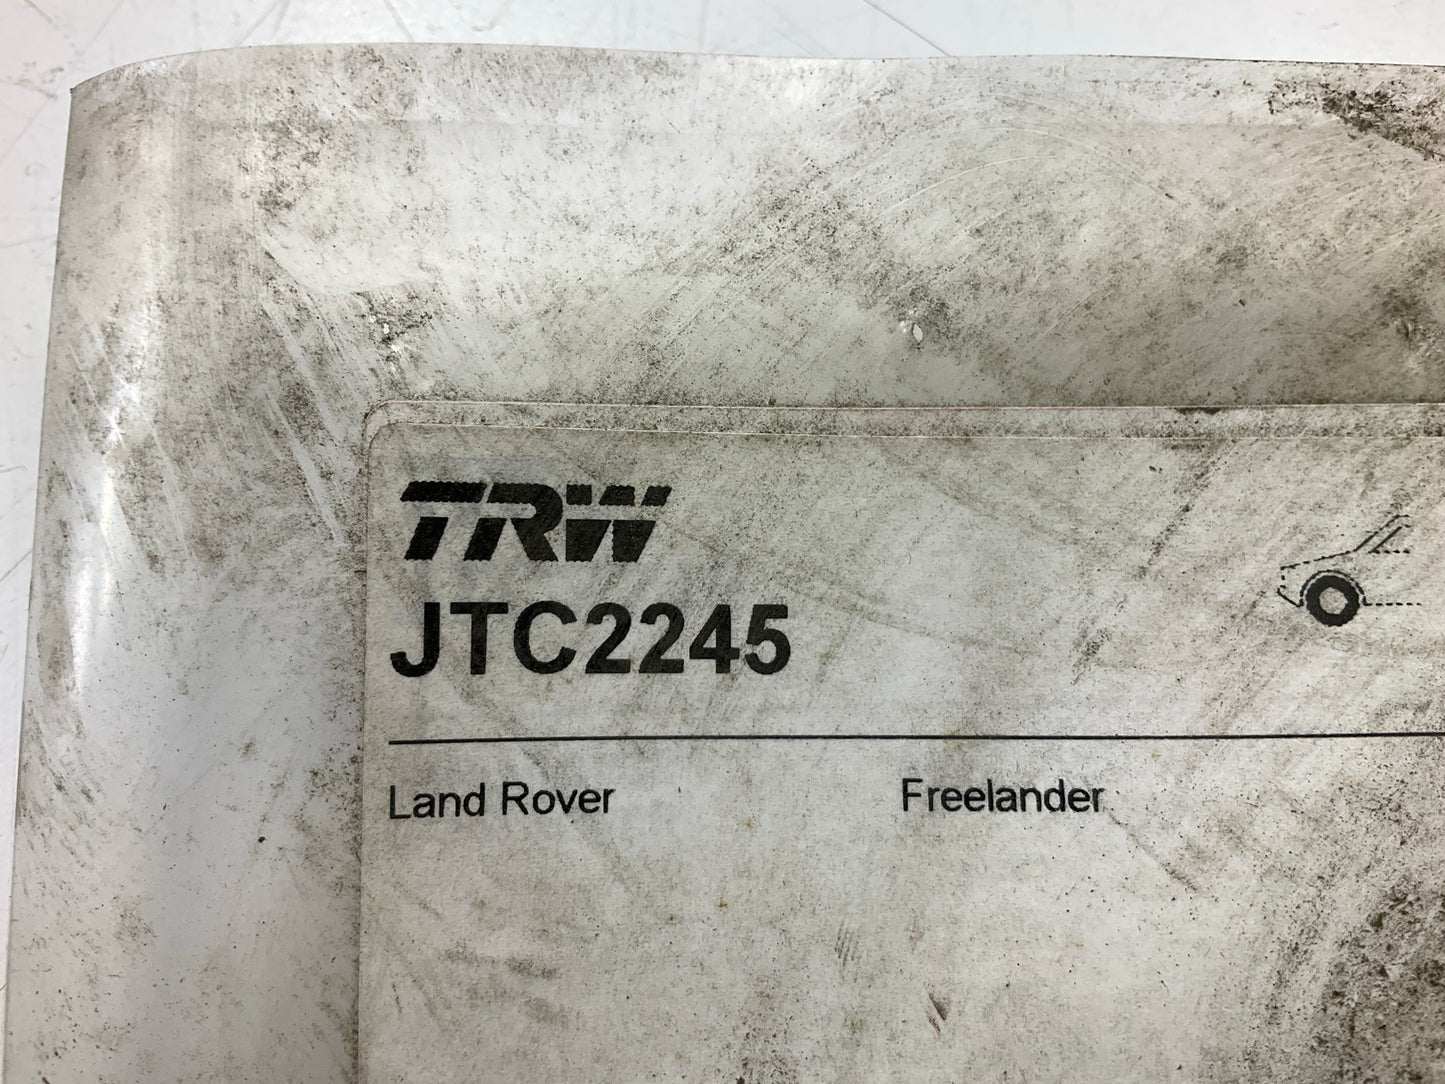 TRW
JTC2245
Land Rover Freelander